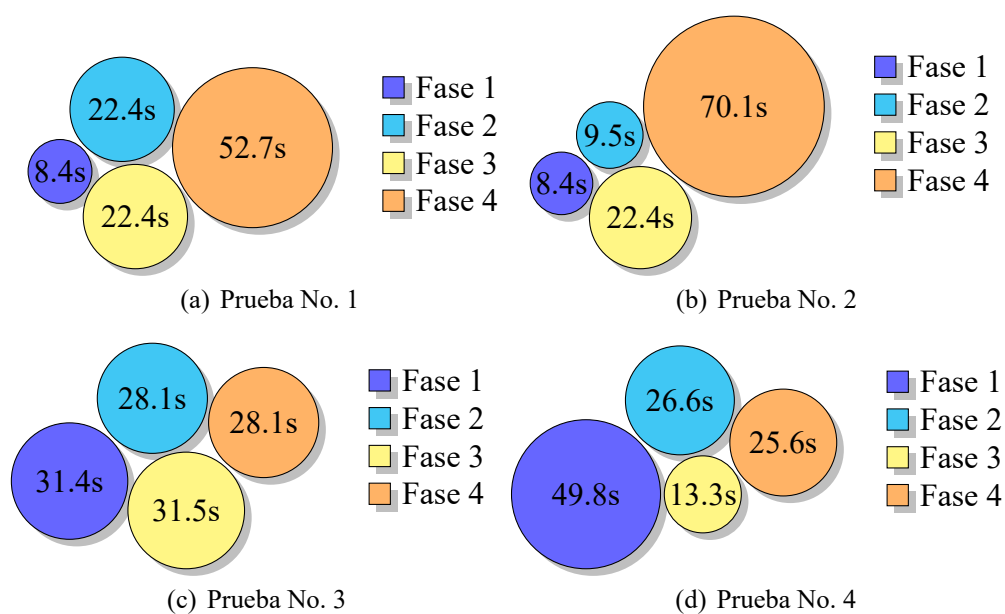 22.4s
8.4s
52.7s
22.4s
Fase 1
Fase 2
Fase 3
Fase 4
(a) Prueba No. 1
70.1s
9.5s
8.4s
22.4s
Fase 1
Fase 2
Fase 3
Fase 4
(b) Prueba No. 2
28.1s
28.1s
31.4s
31.5s
Fase 1
Fase 2
Fase 3
Fase 4
(c) Prueba No. 3
26.6s
25.6s
49.8s
13.3s
Fase 1
Fase 2
Fase 3
Fase 4
(d) Prueba No. 4